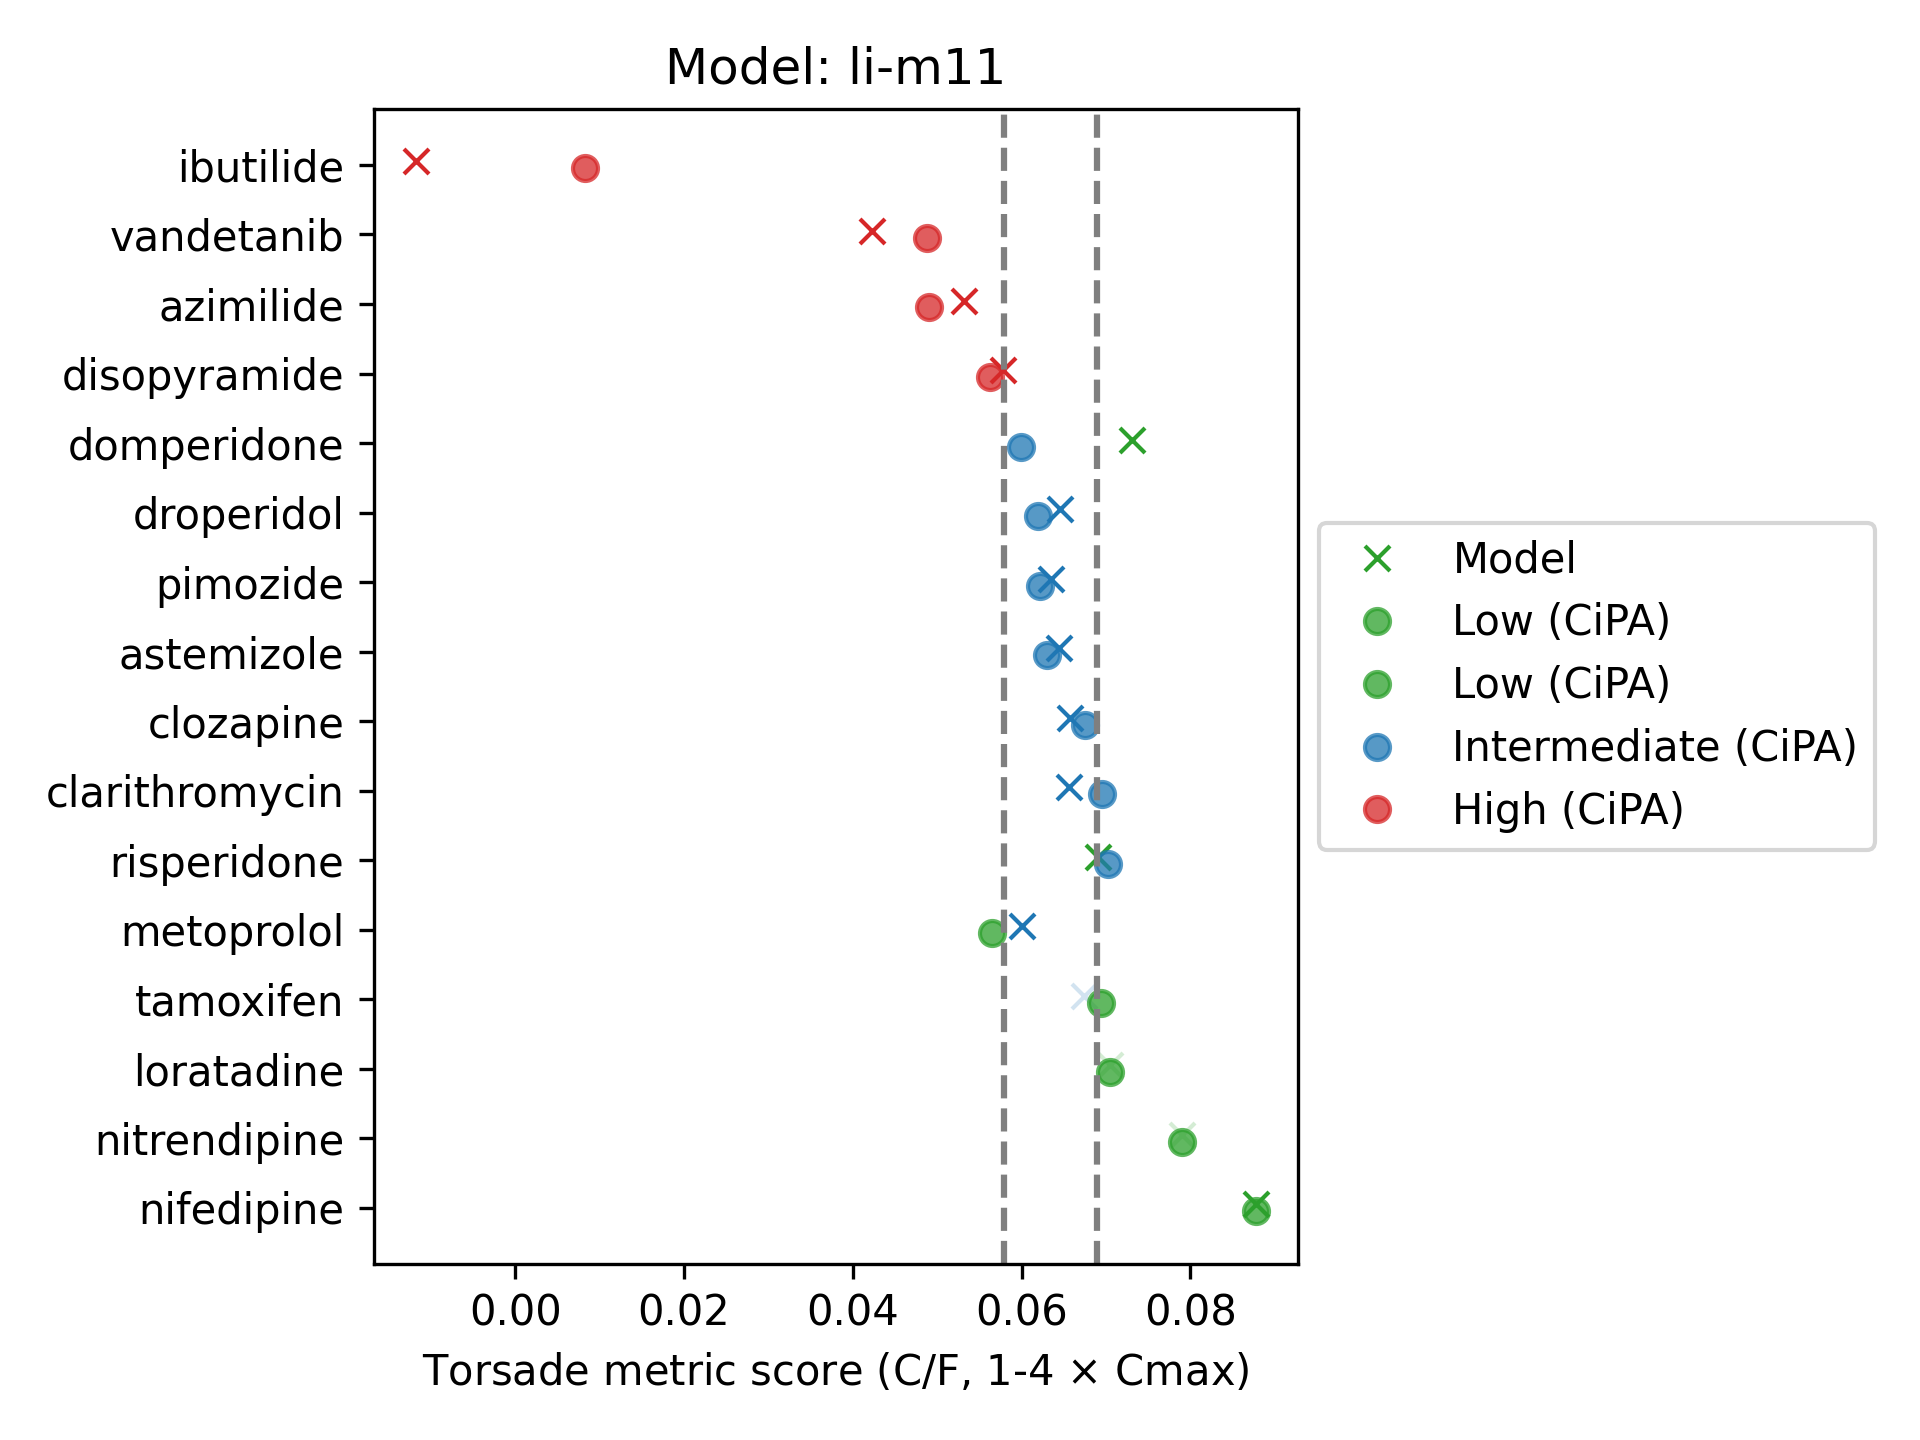 Model: li-m11
ibutilide
vandetanib
azimilide
disopyramide
domperidone
droperidol
pimozide
astemizole
clozapine
clarithromycin
risperidone
metoprolol
tamoxifen
loratadine
nitrendipine
nifedipine
Model
Low (CiPA)
Low (CiPA)
Intermediate (CiPA)
High (CiPA)
0.00 0.02 0.04 0.06 0.08
Torsade metric score (C/F, 1-4 × Cmax)